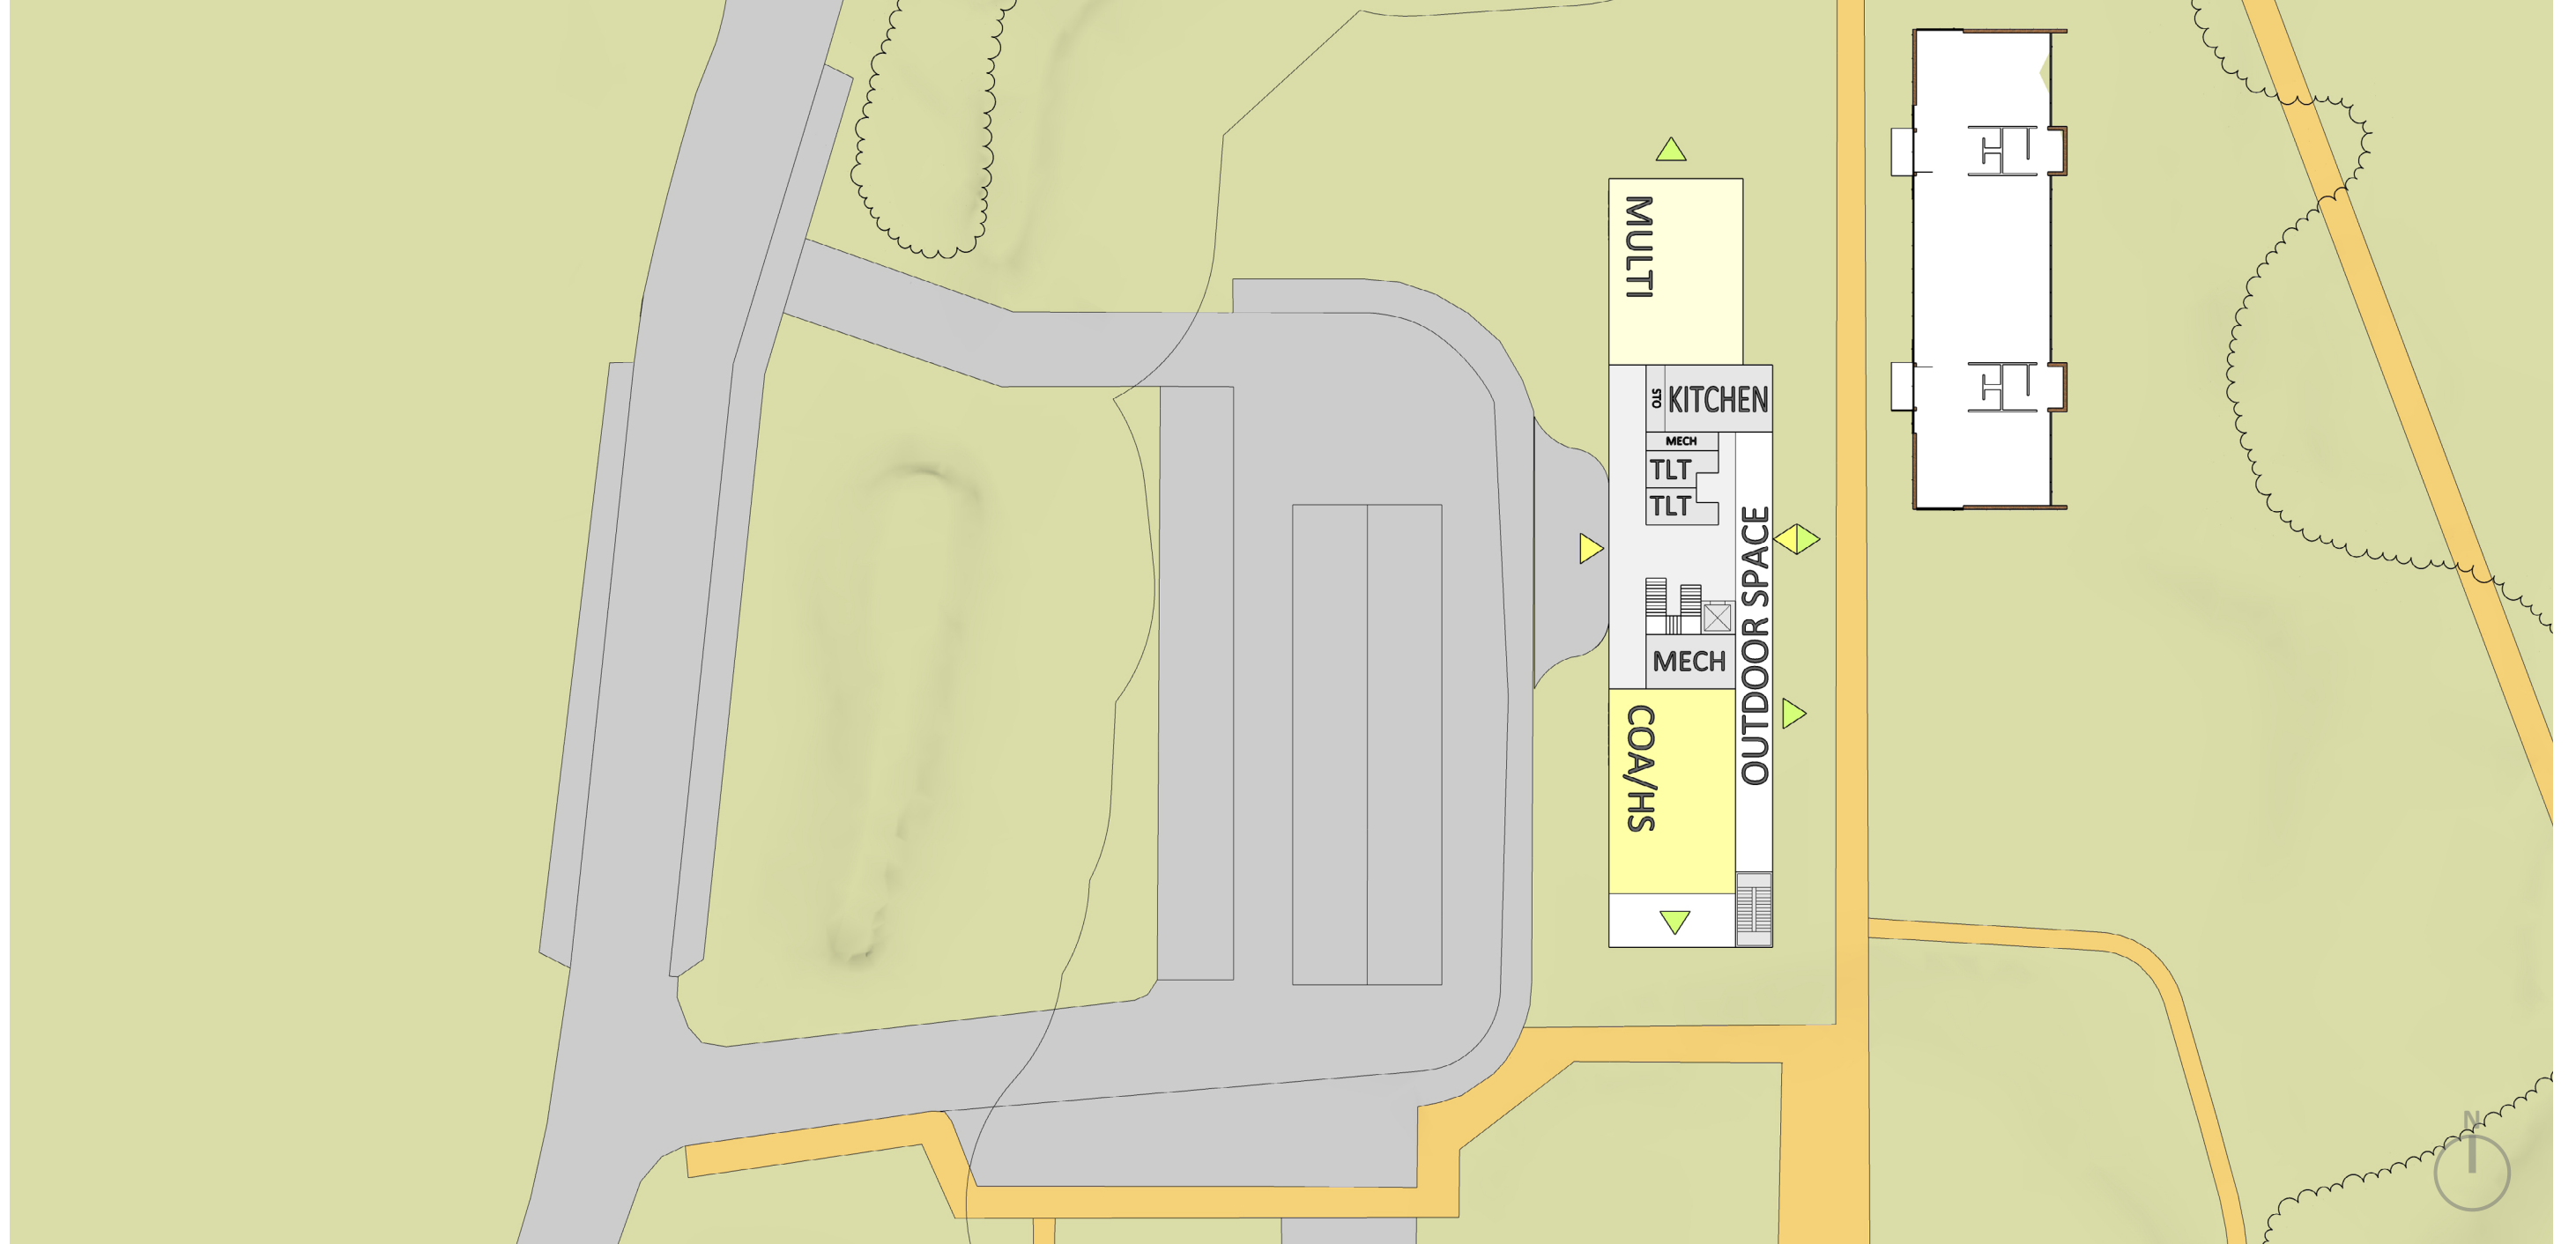 MULTI
STO
KITCHEN
MECH
TLT
TLT
OUTDOOR SPACE
MECH
COA/HS
N